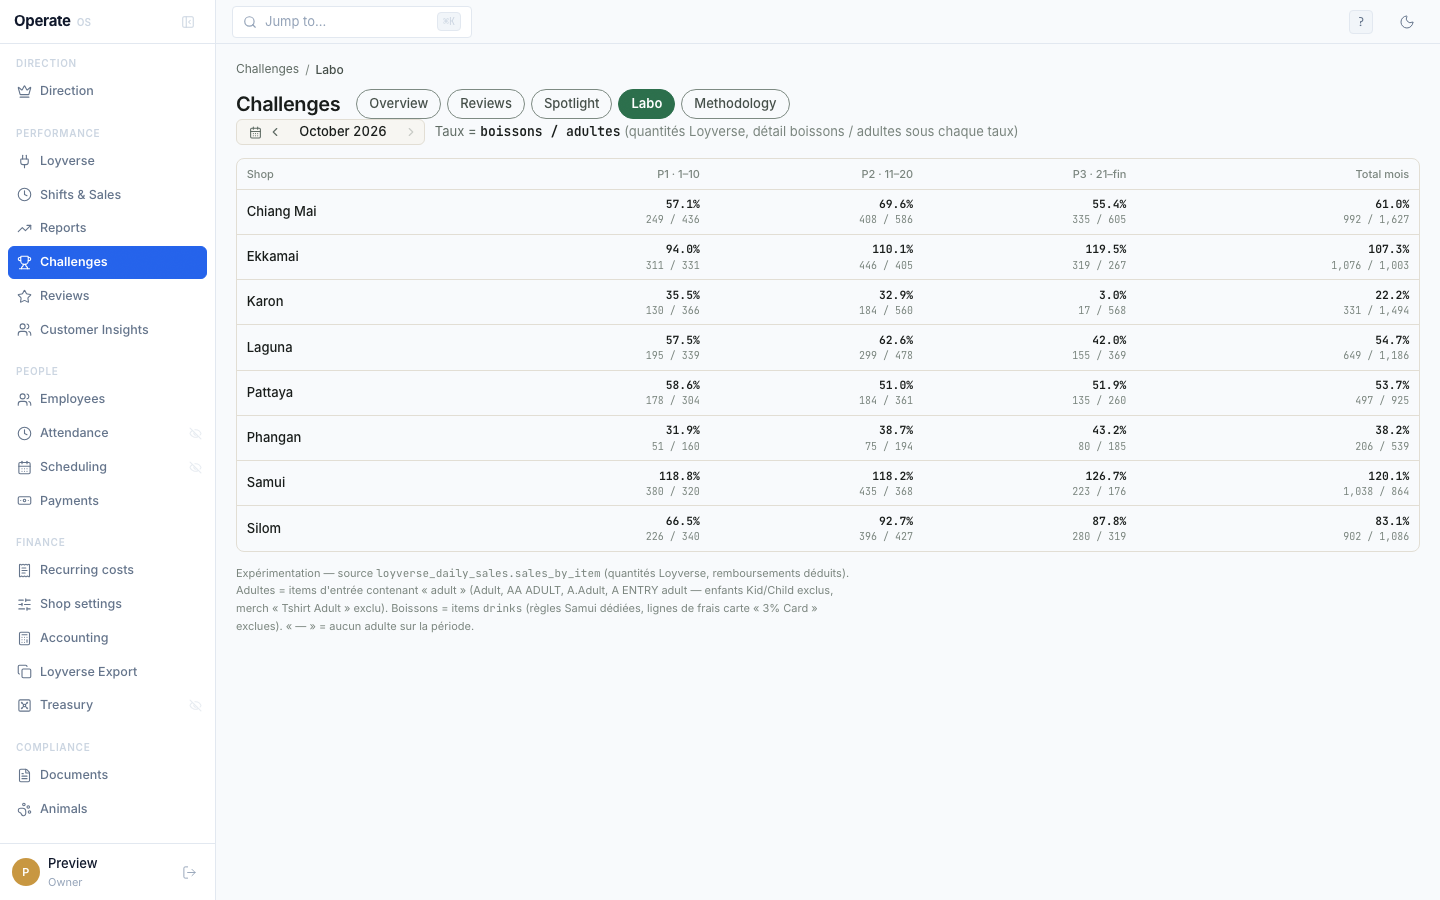 Operate OS
Jump to... ⌘K
?
DIRECTION
Direction
PERFORMANCE
Loyverse
Shifts & Sales
Reports
Challenges
Reviews
Customer Insights
PEOPLE
Employees
Attendance
Scheduling
Payments
FINANCE
Recurring costs
Shop settings
Accounting
Loyverse Export
Treasury
COMPLIANCE
Documents
Animals
P
Preview
Owner
Challenges / Labo
Challenges Overview Reviews Spotlight Labo Methodology
October 2026 Taux = boissons / adultes (quantités Loyverse, détail boissons / adultes sous chaque taux)
Shop P1 · 1–10 P2 · 11–20 P3 · 21–fin Total mois
Chiang Mai 57.1% 69.6% 55.4% 61.0%
249 / 436 408 / 586 335 / 605 992 / 1,627
Ekkamai 94.0% 110.1% 119.5% 107.3%
311 / 331 446 / 405 319 / 267 1,076 / 1,003
Karon 35.5% 32.9% 3.0% 22.2%
130 / 366 184 / 560 17 / 568 331 / 1,494
Laguna 57.5% 62.6% 42.0% 54.7%
195 / 339 299 / 478 155 / 369 649 / 1,186
Pattaya 58.6% 51.0% 51.9% 53.7%
178 / 304 184 / 361 135 / 260 497 / 925
Phangan 31.9% 38.7% 43.2% 38.2%
51 / 160 75 / 194 80 / 185 206 / 539
Samui 118.8% 118.2% 126.7% 120.1%
380 / 320 435 / 368 223 / 176 1,038 / 864
Silom 66.5% 92.7% 87.8% 83.1%
226 / 340 396 / 427 280 / 319 902 / 1,086
Expérimentation — source loyverse_daily_sales.sales_by_item (quantités Loyverse, remboursements déduits).
Adultes = items d'entrée contenant « adult » (Adult, AA ADULT, A.Adult, A ENTRY adult — enfants Kid/Child exclus,
merch « Tshirt Adult » exclu). Boissons = items drinks (règles Samui dédiées, lignes de frais carte « 3% Card »
exclues). « — » = aucun adulte sur la période.